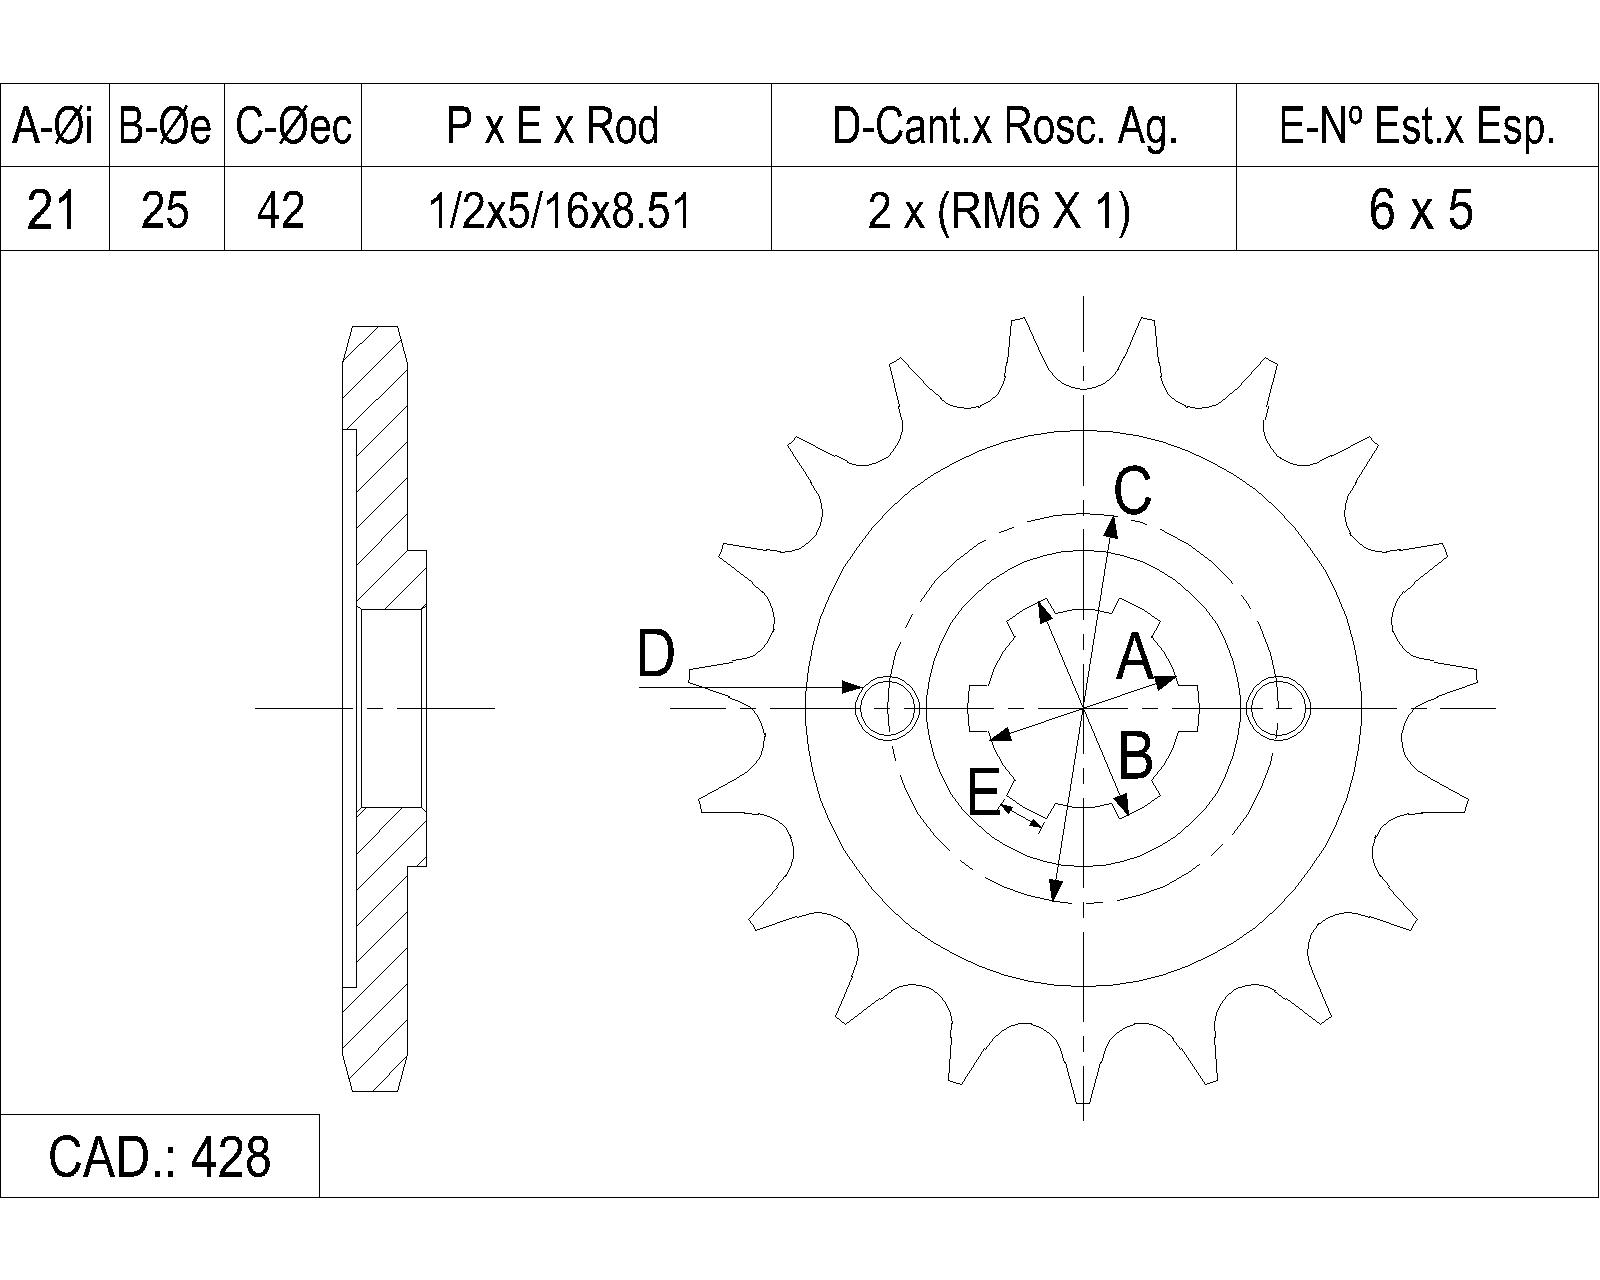 A-Øi B-Øe C-Øec P x E x Rod D-Cant.x Rosc. Ag. E-Nº Est.x Esp.
21 25 42 1/2x5/16x8.51 2 x (RM6 X 1) 6 x 5
C
A
D
B
E
CAD.: 428